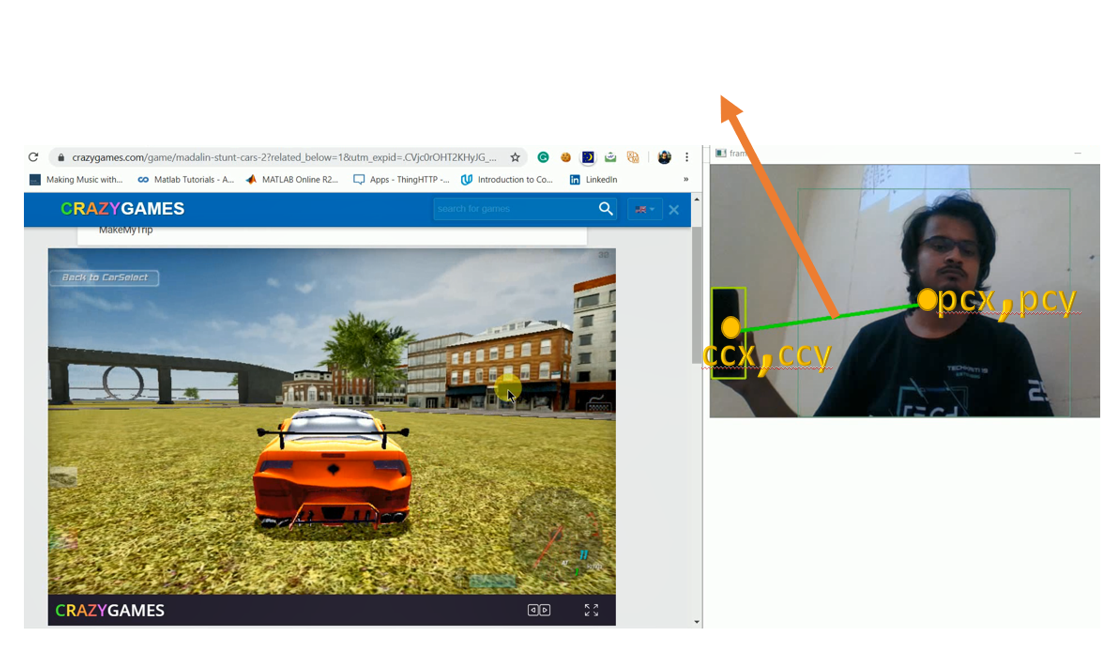 crazygames.com/game/madalin-stunt-cars-2?related_below=1&utm_expid=.CVjc0rOHT2KHyJG_...
Making Music with... Matlab Tutorials - A... MATLAB Online R2... Apps - ThingHTTP -... Introduction to Co... LinkedIn »
CRAZYGAMES search for games
MakeMyTrip
Back to CarSelect
CRAZYGAMES
frame
pcx,pcy
ccx,ccy